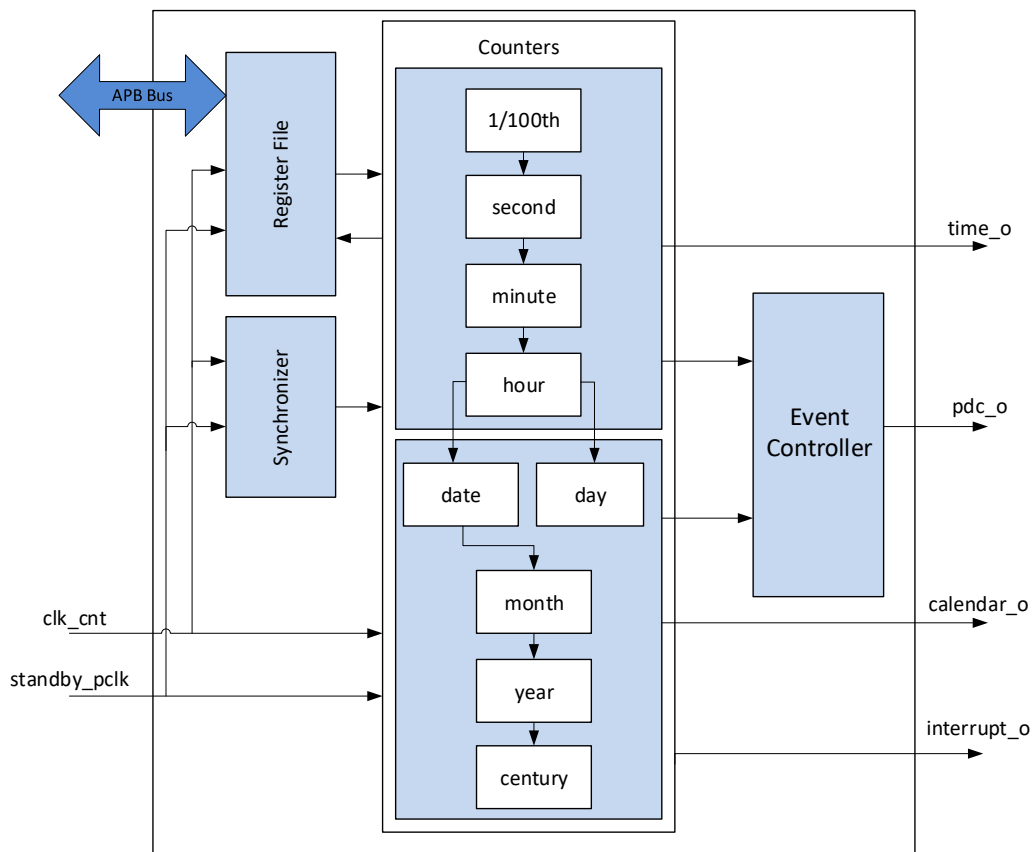 Counters
APB Bus
Register File
Synchronizer
1/100th
second
minute
hour
date
day
month
year
century
Event
Controller
clk_cnt
standby_pclk
time_o
pdc_o
calendar_o
interrupt_o